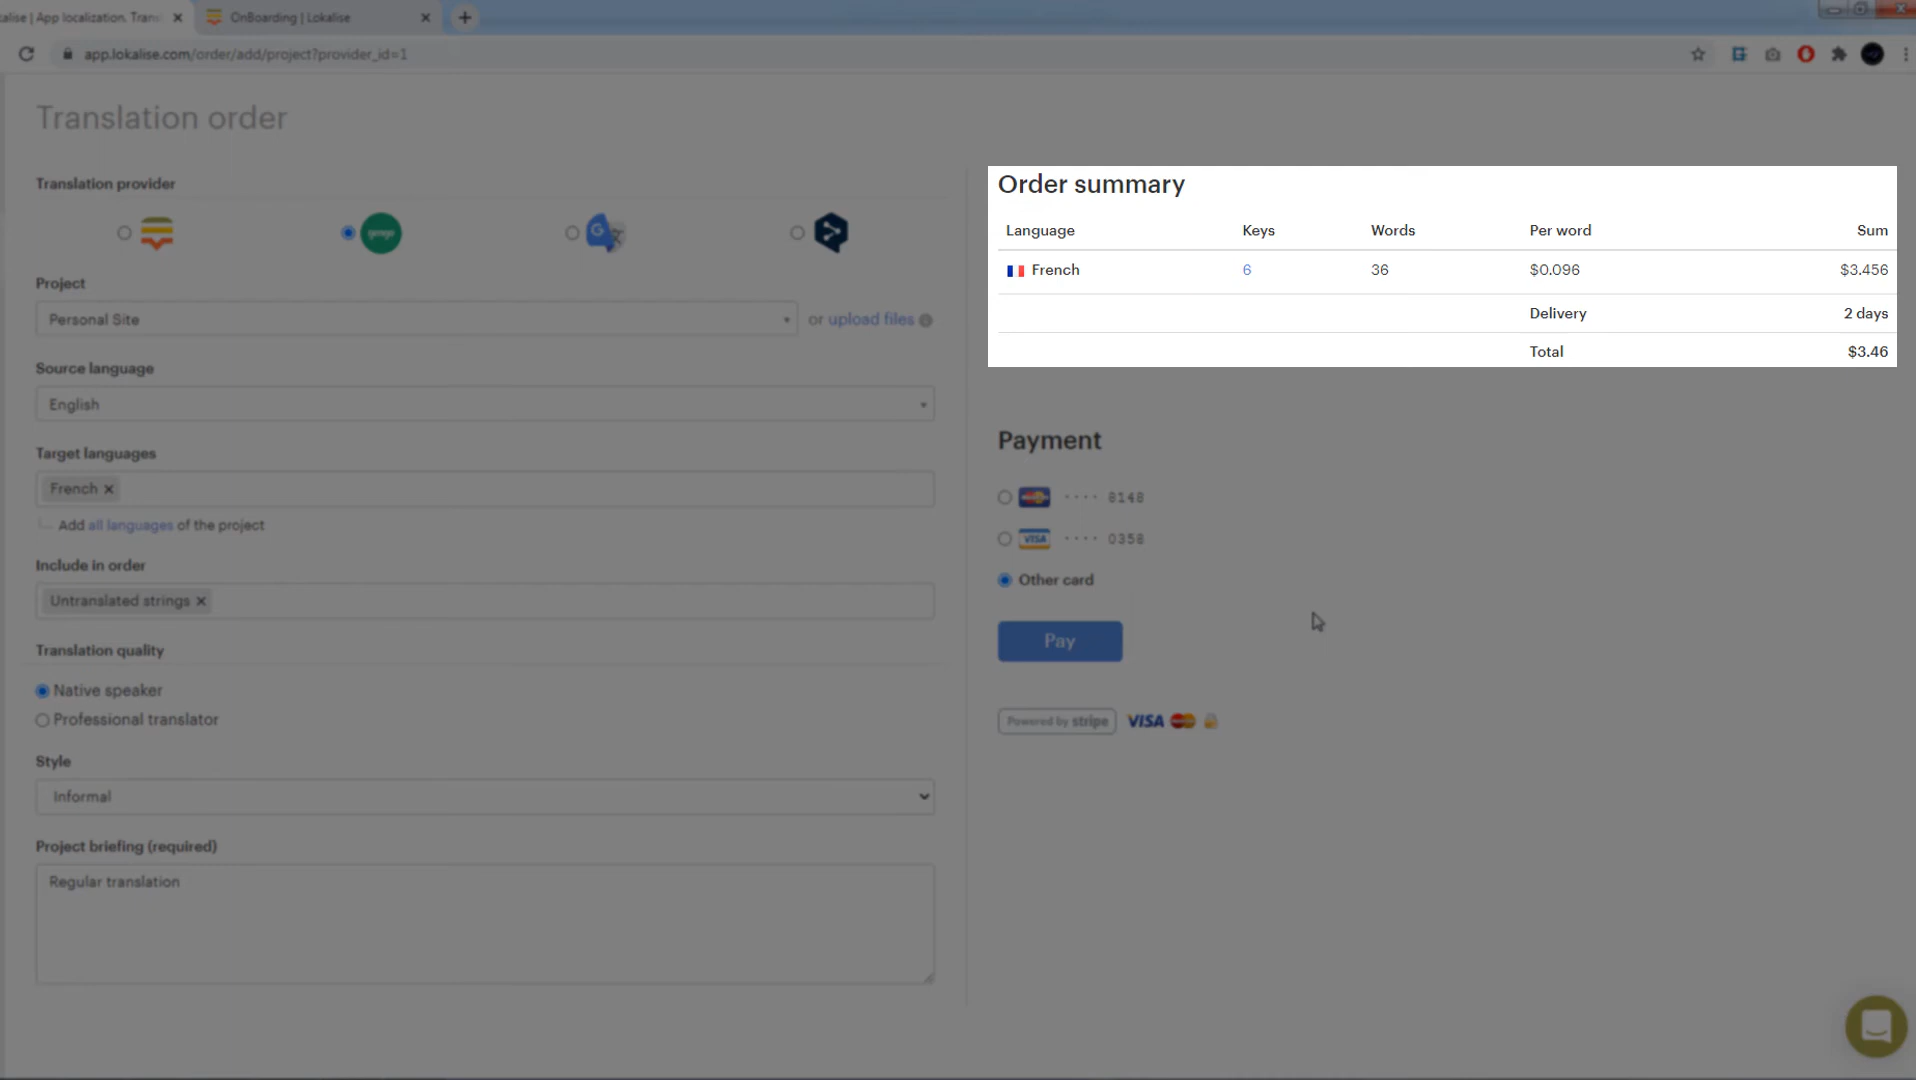 kalise | App localization. Trans
OnBoarding | Lokalise
app.lokalise.com/order/add/project?provider_id=1
Translation order
Translation provider
gengo
G
Project
Personal Site
or upload files
Source language
English
Target languages
French
Add all languages of the project
Include in order
Untranslated strings
Translation quality
Native speaker
Professional translator
Style
Informal
Project briefing (required)
Regular translation
Order summary
Language Keys Words Per word Sum
French 6 36 $0.096 $3.456
Delivery 2 days
Total $3.46
Payment
···· 8148
VISA ···· 0358
Other card
Pay
Powered by stripe VISA